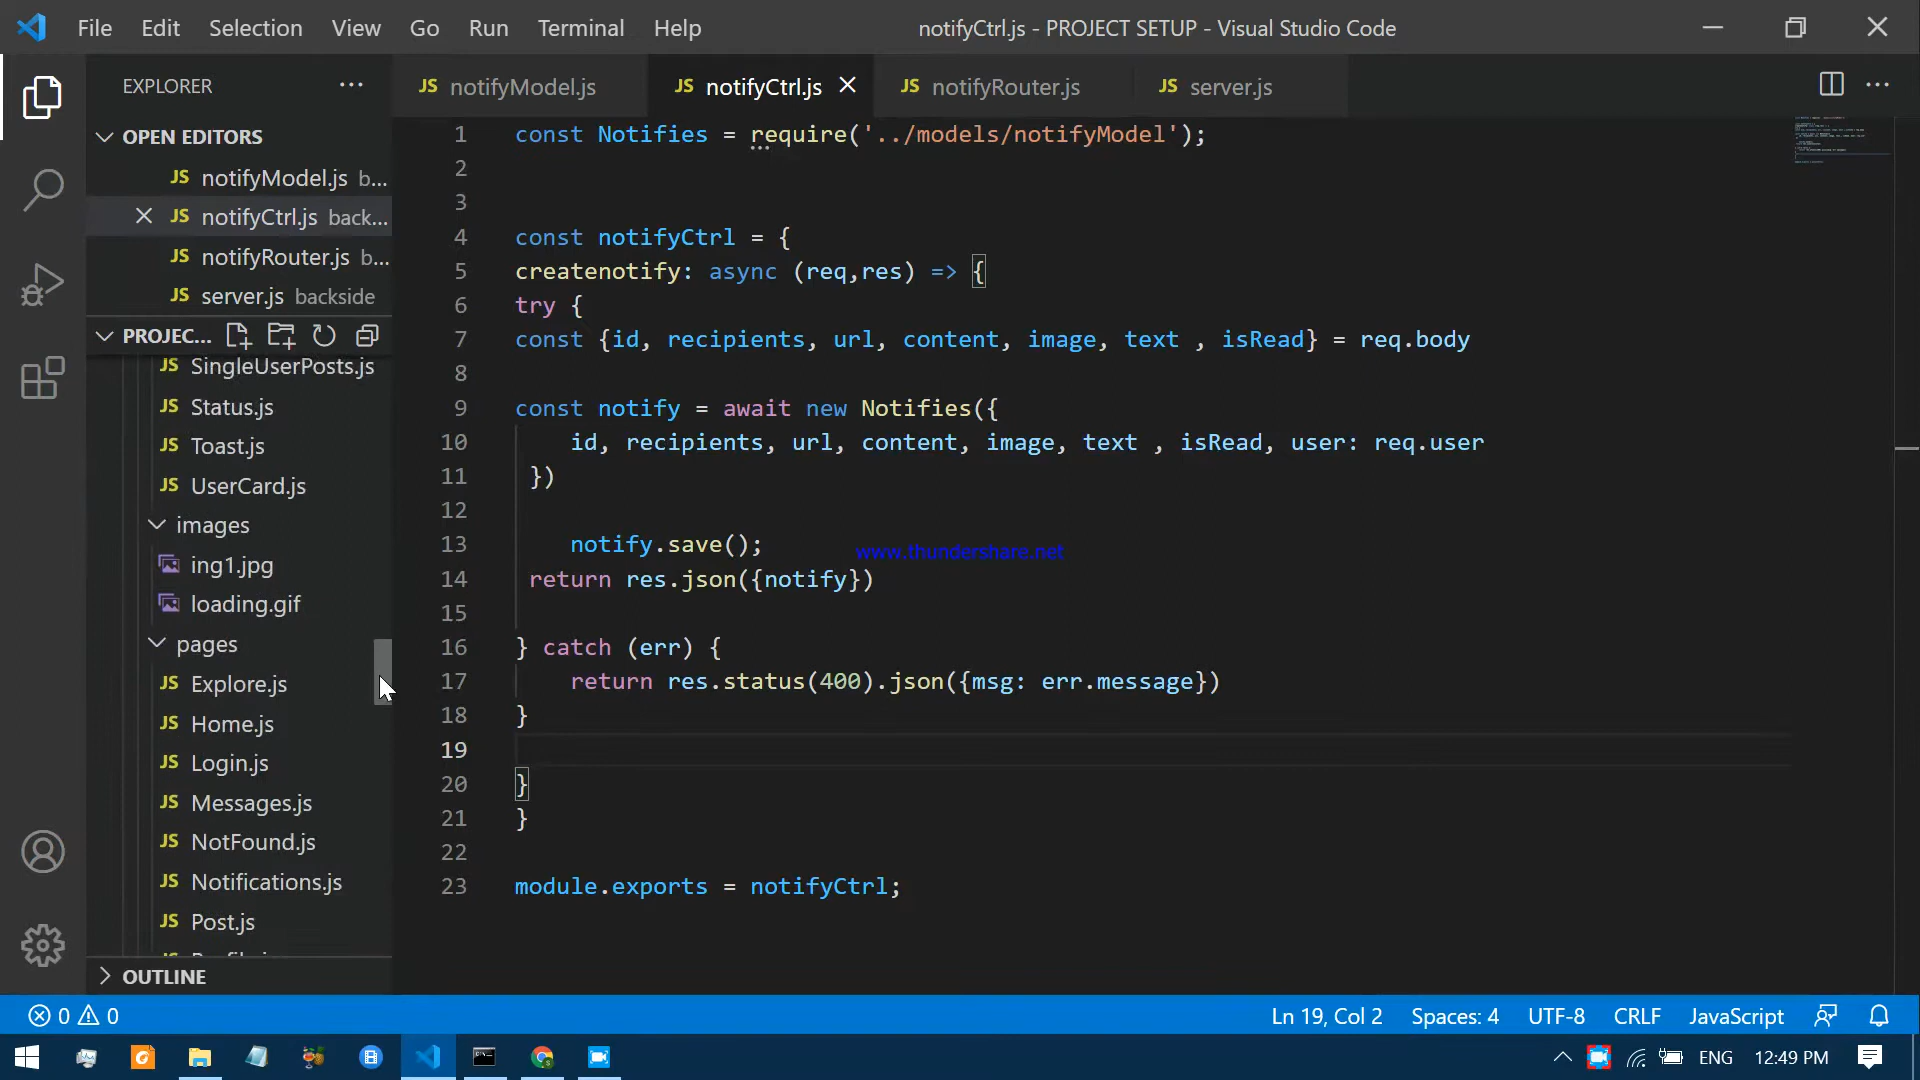 File Edit Selection View Go Run Terminal Help
notifyCtrl.js - PROJECT SETUP - Visual Studio Code
EXPLORER
JS notifyModel.js
JS notifyCtrl.js
JS notifyRouter.js
JS server.js
OPEN EDITORS
JS notifyModel.js b...
JS notifyCtrl.js back...
JS notifyRouter.js b...
JS server.js backside
PROJEC...
JS SingleUserPosts.js
JS Status.js
JS Toast.js
JS UserCard.js
images
ing1.jpg
loading.gif
pages
JS Explore.js
JS Home.js
JS Login.js
JS Messages.js
JS NotFound.js
JS Notifications.js
JS Post.js
OUTLINE
1 const Notifies = require('../models/notifyModel');
2
3
4 const notifyCtrl = {
5 createnotify: async (req,res) => {
6 try {
7 const {id, recipients, url, content, image, text , isRead} = req.body
8
9 const notify = await new Notifies({
10 id, recipients, url, content, image, text , isRead, user: req.user
11 })
12
13 notify.save();
14 return res.json({notify})
15
16 } catch (err) {
17 return res.status(400).json({msg: err.message})
18 }
19
20 }
21 }
22
23 module.exports = notifyCtrl;
www.thundershare.net
0 0
Ln 19, Col 2 Spaces: 4 UTF-8 CRLF JavaScript
ENG 12:49 PM